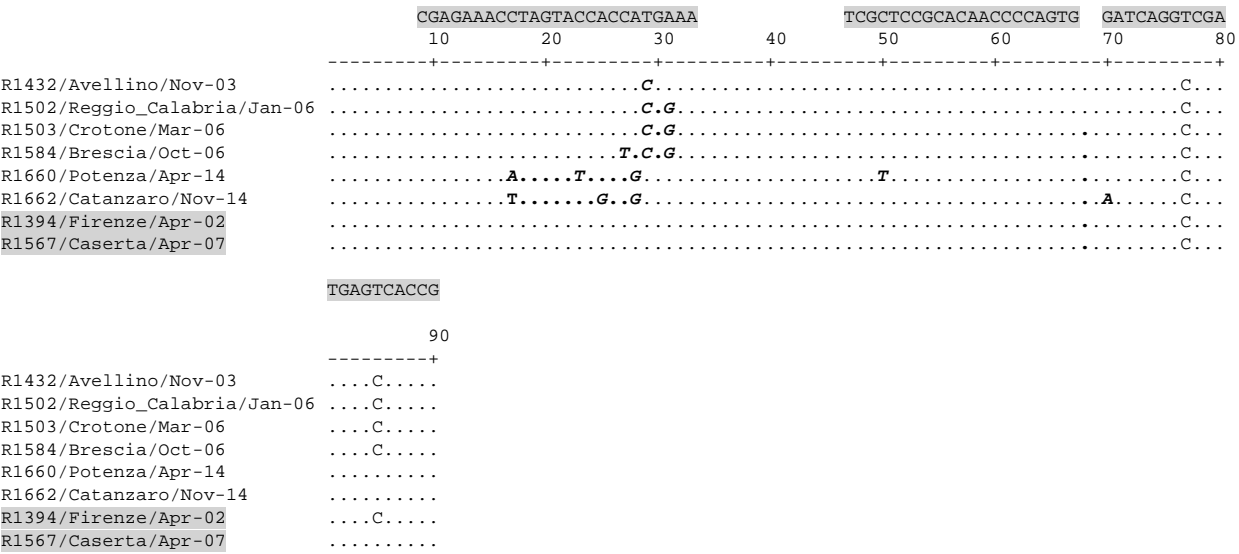 CGAGAAACCTAGTACCACCATGAAA TCGCTCCGCACAACCCCAGTG GATCAGGTCGA
10 20 30 40 50 60 70 80
---------+---------+---------+---------+---------+---------+---------+---------+
R1432/Avellino/Nov-03 ............................C...............................................C...
R1502/Reggio_Calabria/Jan-06 ............................C.G.............................................C...
R1503/Crotone/Mar-06 ............................C.G.............................................C...
R1584/Brescia/Oct-06 ..........................T.C.G.............................................C...
R1660/Potenza/Apr-14 ................A.....T....G.....................T..........................C...
R1662/Catanzaro/Nov-14 ................T.......G..G.........................................A......C...
R1394/Firenze/Apr-02 ............................................................................C...
R1567/Caserta/Apr-07 ............................................................................C...
TGAGTCACCG
90
---------+
R1432/Avellino/Nov-03 ....C.....
R1502/Reggio_Calabria/Jan-06 ....C.....
R1503/Crotone/Mar-06 ....C.....
R1584/Brescia/Oct-06 ....C.....
R1660/Potenza/Apr-14 ..........
R1662/Catanzaro/Nov-14 ..........
R1394/Firenze/Apr-02 ....C.....
R1567/Caserta/Apr-07 ..........